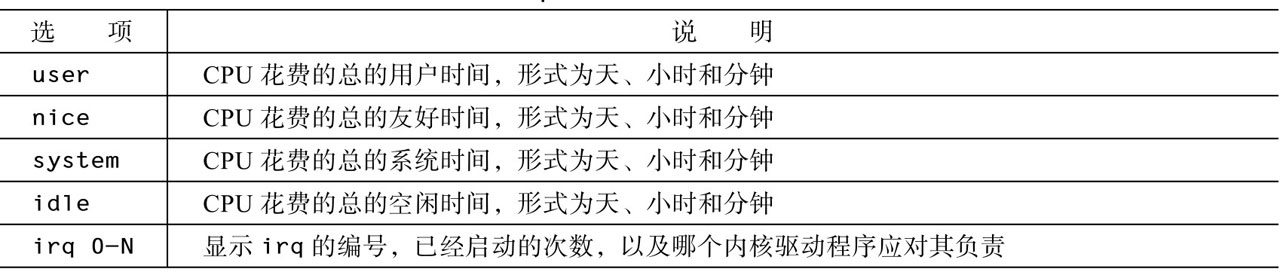 选 项 说 明
user CPU 花费的总的用户时间，形式为天、小时和分钟
nice CPU 花费的总的友好时间，形式为天、小时和分钟
system CPU 花费的总的系统时间，形式为天、小时和分钟
idle CPU 花费的总的空闲时间，形式为天、小时和分钟
irq 0-N 显示 irq 的编号，已经启动的次数，以及哪个内核驱动程序应对其负责